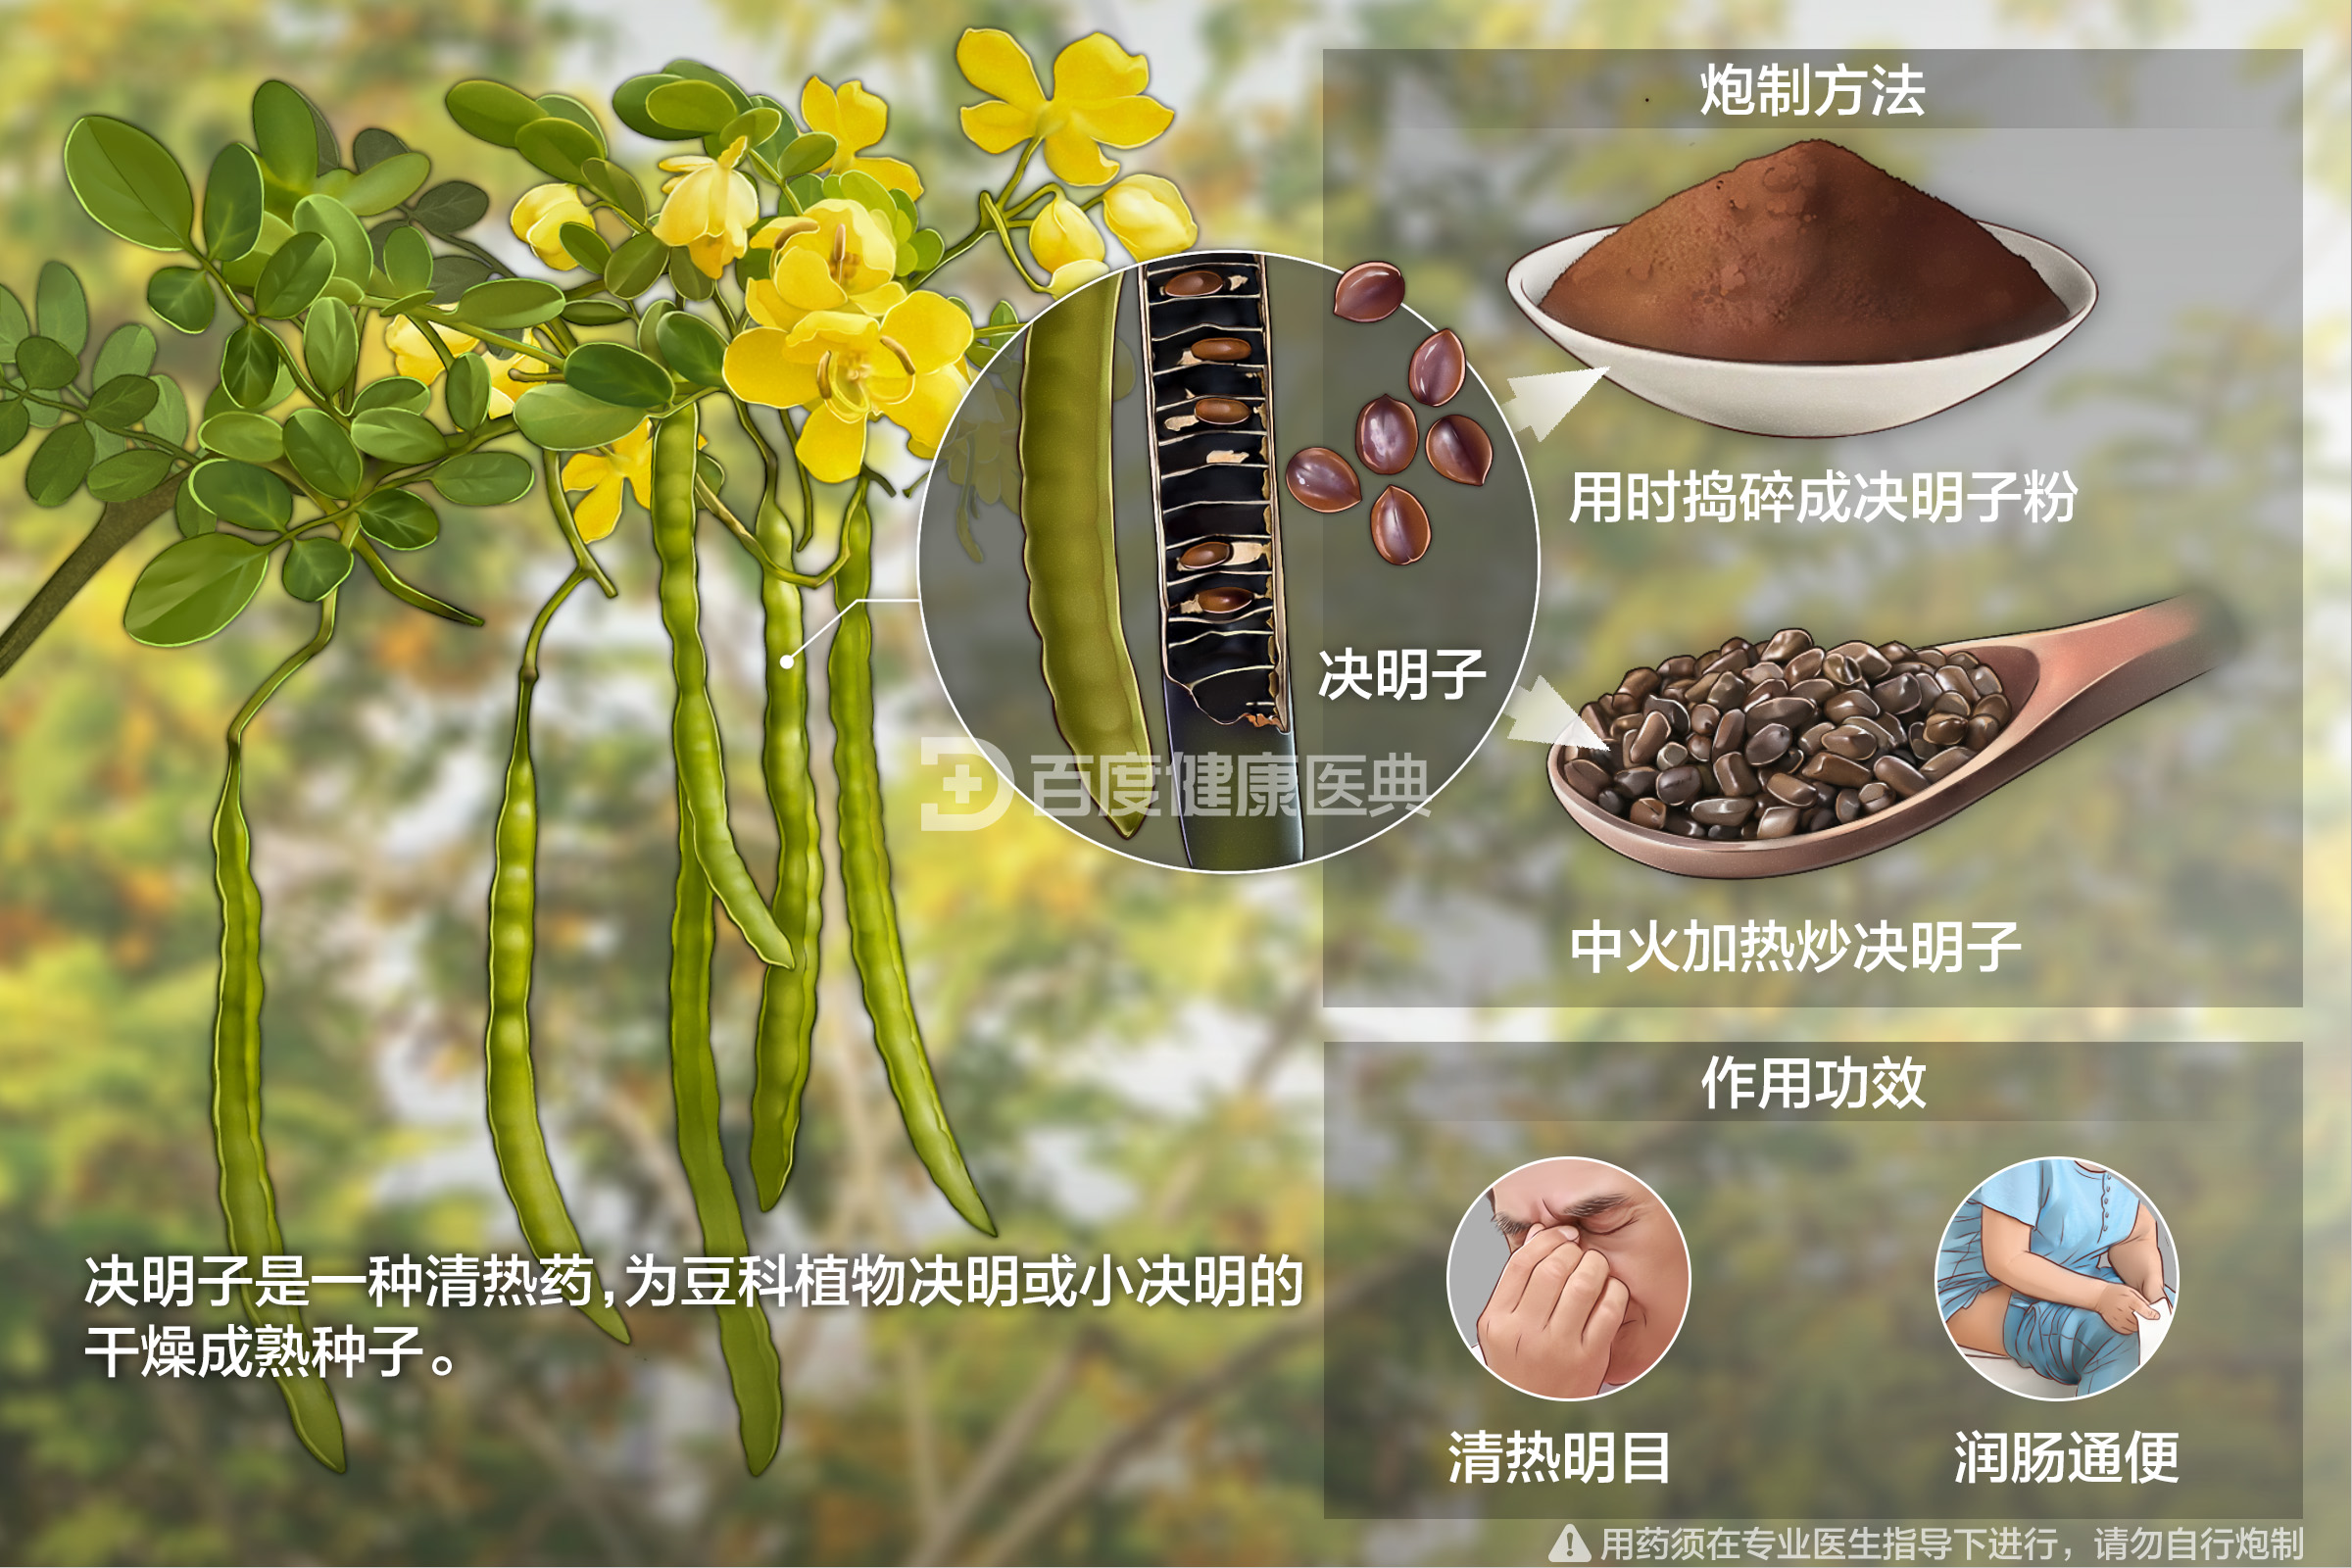 炮制方法
用时捣碎成决明子粉
决明子
百度健康医典
中火加热炒决明子
作用功效
清热明目
润肠通便
决明子是一种清热药,为豆科植物决明或小决明的
干燥成熟种子。
用药须在专业医生指导下进行，请勿自行炮制